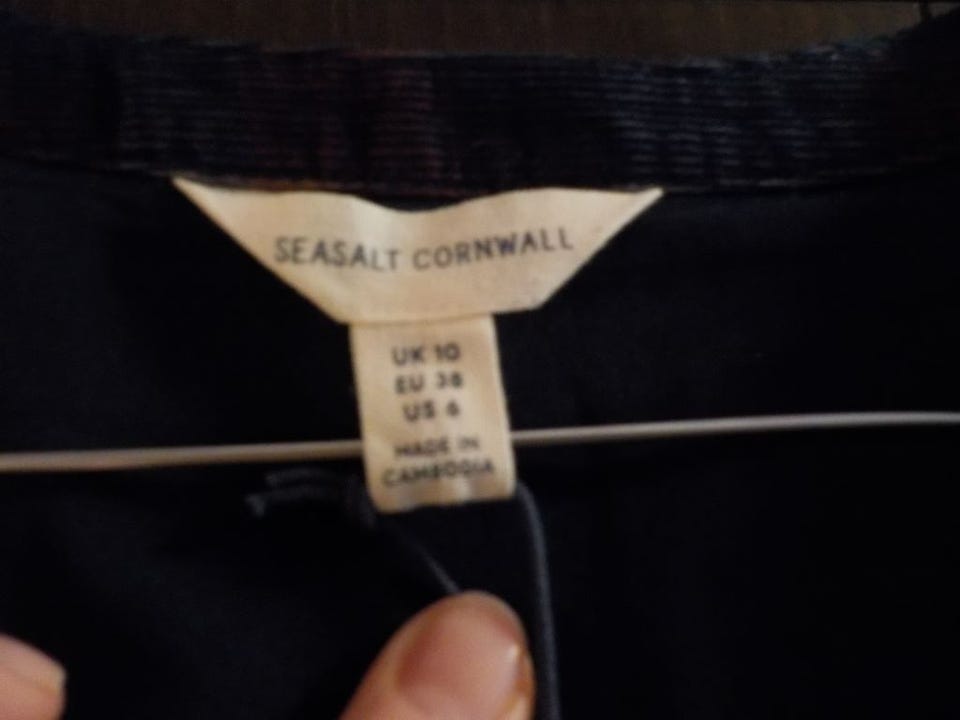 SEASALT CORNWALL
UK 10
EU 38
US 6
MADE IN
CAMBODIA